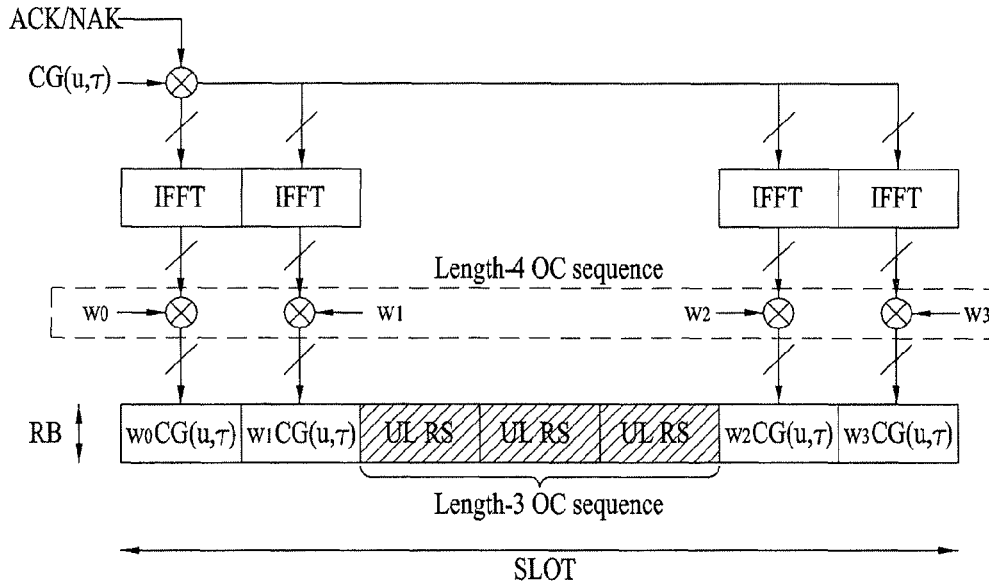 ACK/NAK
CG(u,τ)
IFFT IFFT IFFT IFFT
Length-4 OC sequence
w0 w1 w2 w3
RB w0CG(u,τ) w1CG(u,τ) UL RS UL RS UL RS w2CG(u,τ) w3CG(u,τ)
Length-3 OC sequence
SLOT